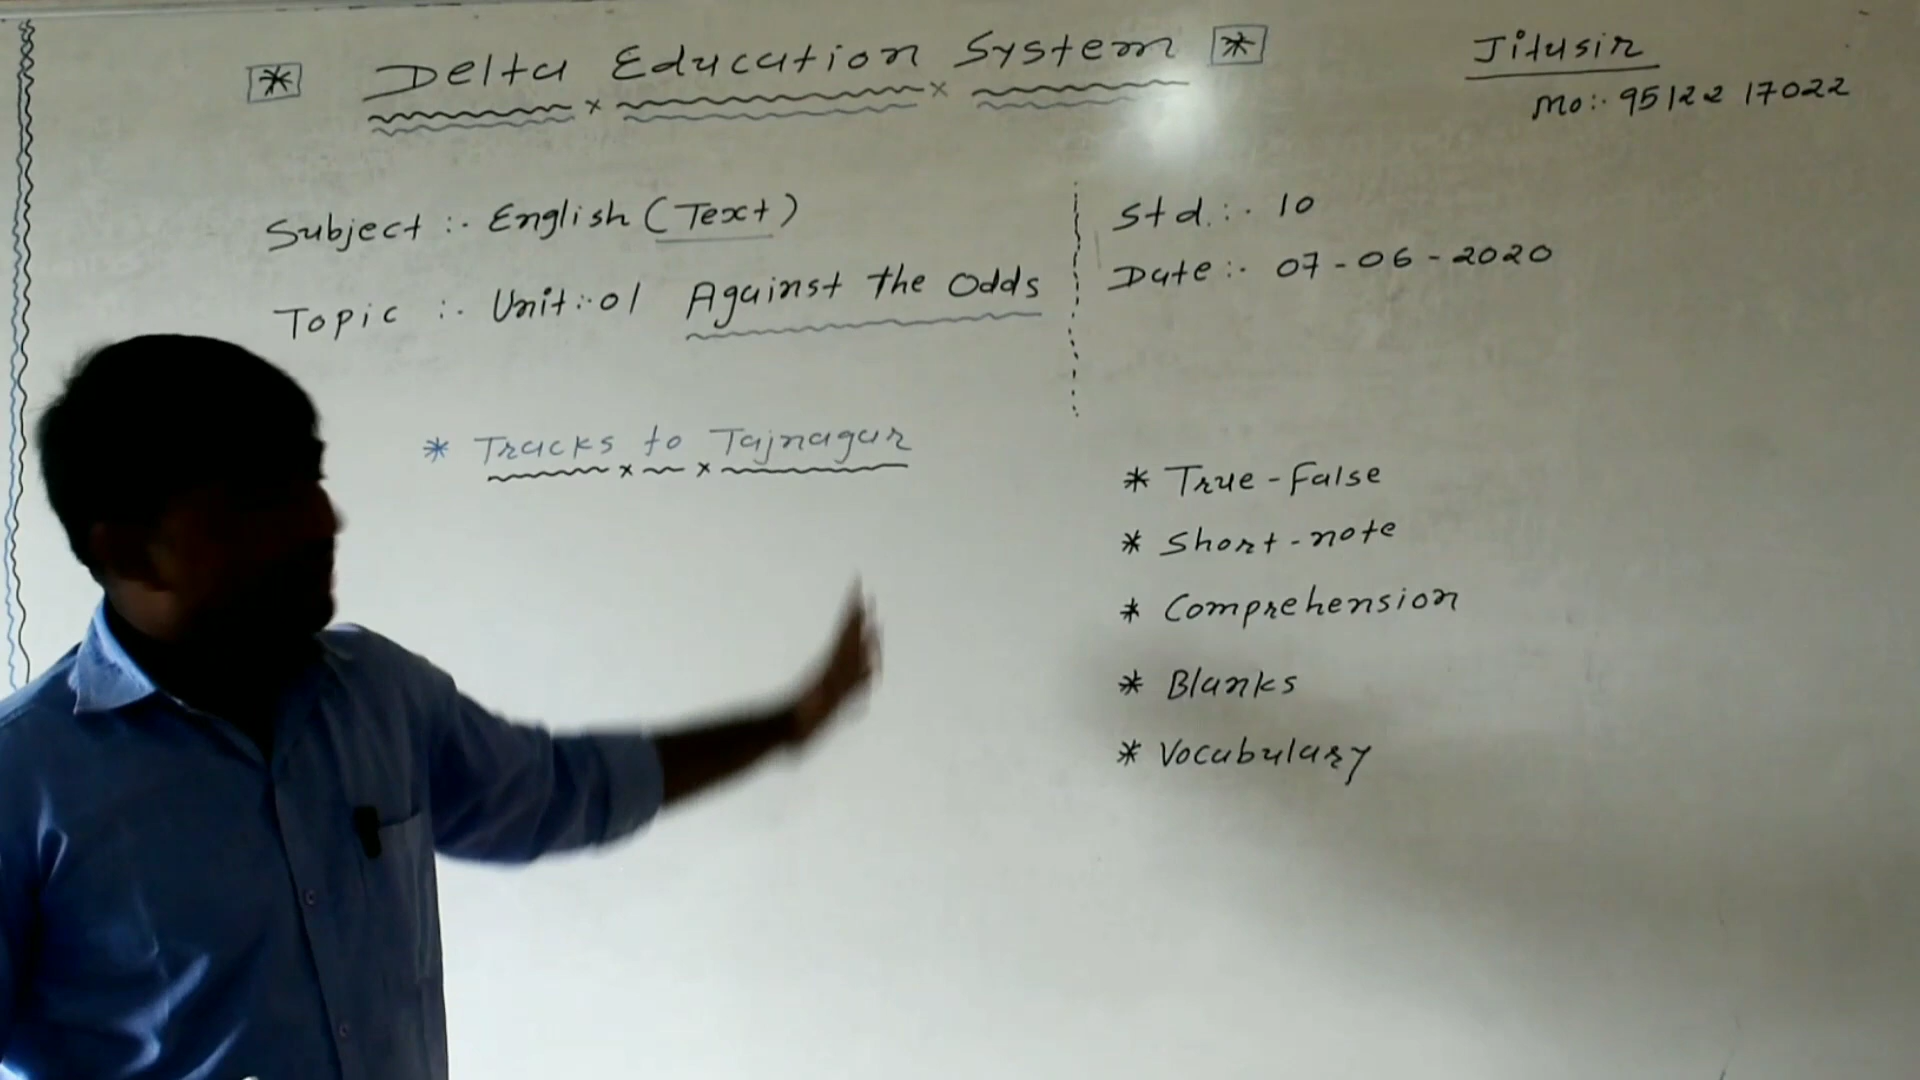 * Delta Education System *
Jitusir
Mo:- 95122 17022
Subject :- English (Text)
Topic :- Unit:-01 Against the Odds
Std. :- 10
Date :- 07-06-2020
* Tracks to Tajnagar
* True-False
* Short-note
* Comprehension
* Blanks
* Vocabulary